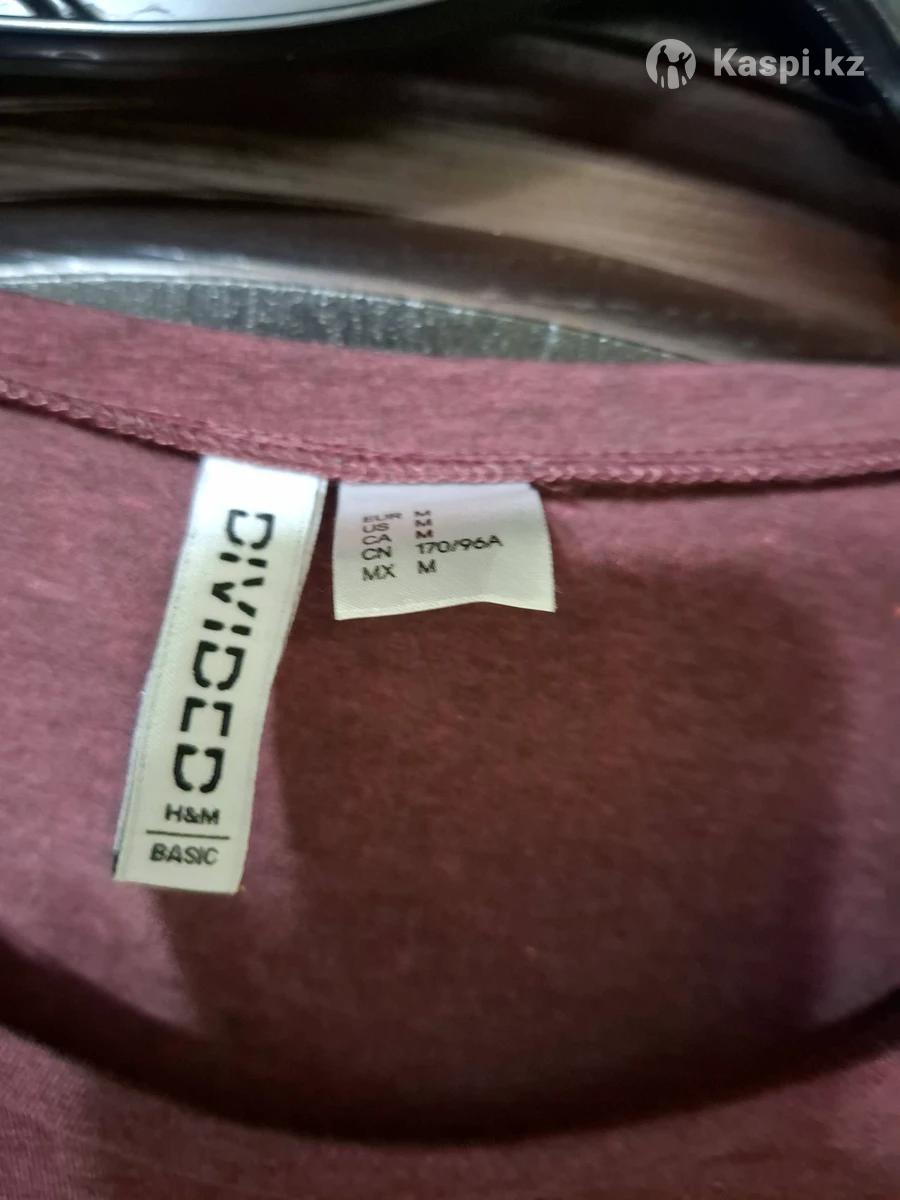 Kaspi.kz
DIVIDED
H&M
BASIC
EUR M
US M
CA M
CN 170/96A
MX M